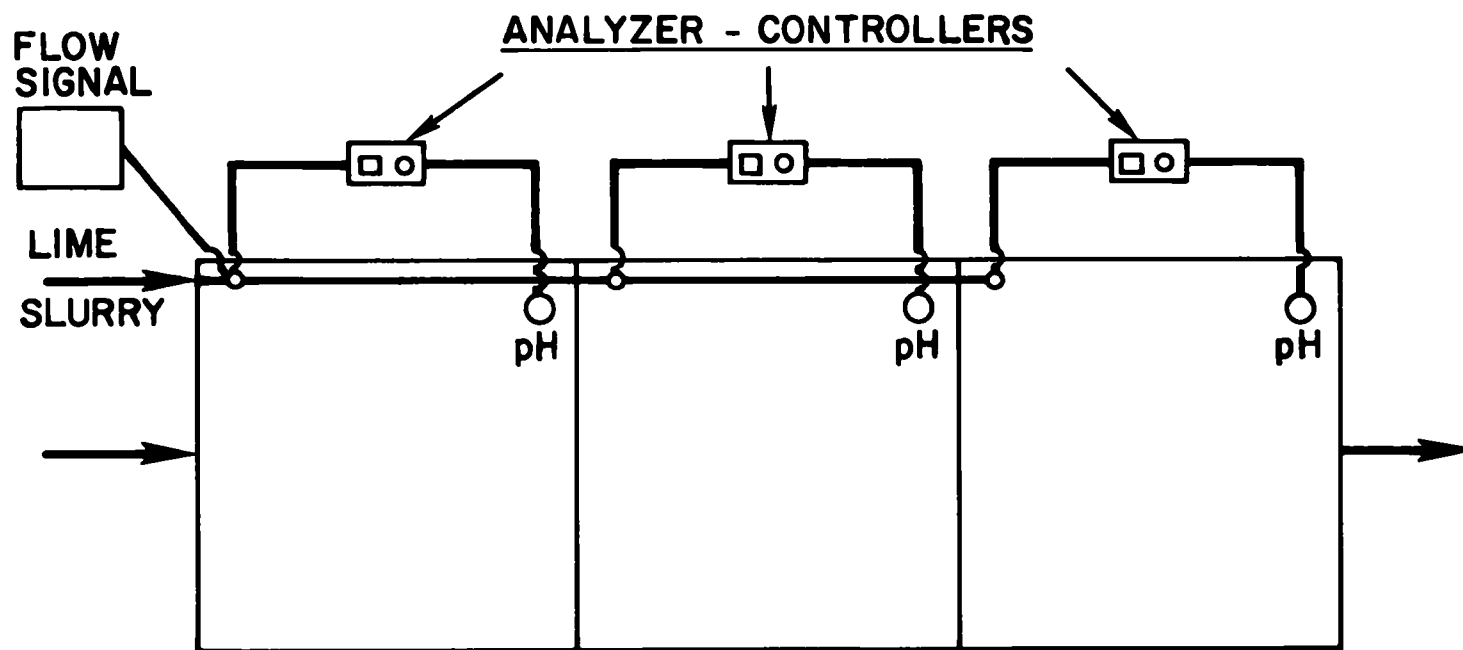 ANALYZER - CONTROLLERS
FLOW
SIGNAL
LIME
SLURRY
pH
pH
pH